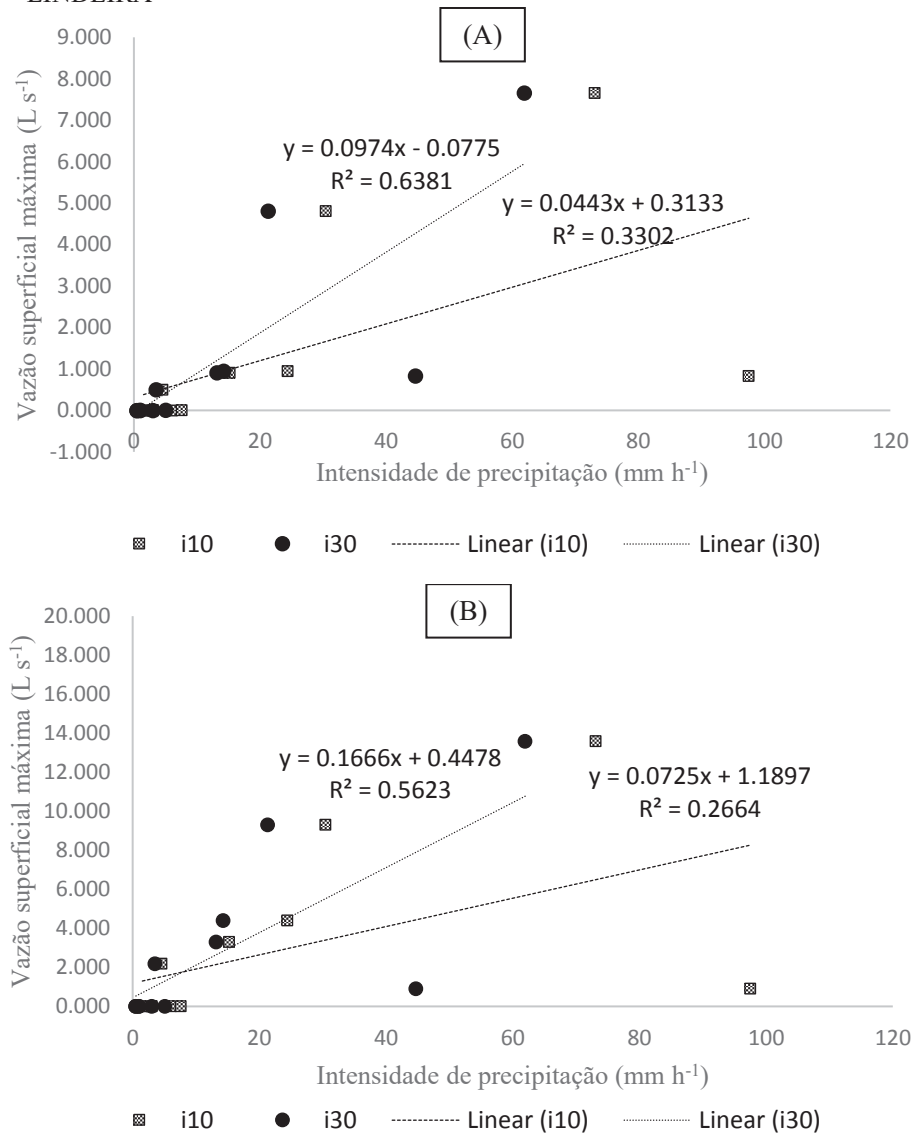 LINDEIRA
(A)
9.000
8.000
7.000
6.000
5.000
4.000
3.000
2.000
1.000
0.000
-1.000
Vazão superficial máxima (L s-1)
y = 0.0974x - 0.0775
R² = 0.6381
y = 0.0443x + 0.3133
R² = 0.3302
0 20 40 60 80 100 120
Intensidade de precipitação (mm h-1)
i10 i30 Linear (i10) Linear (i30)
(B)
20.000
18.000
16.000
14.000
12.000
10.000
8.000
6.000
4.000
2.000
0.000
Vazão superficial máxima (L s-1)
y = 0.1666x + 0.4478
R² = 0.5623
y = 0.0725x + 1.1897
R² = 0.2664
0 20 40 60 80 100 120
Intensidade de precipitação (mm h-1)
i10 i30 Linear (i10) Linear (i30)